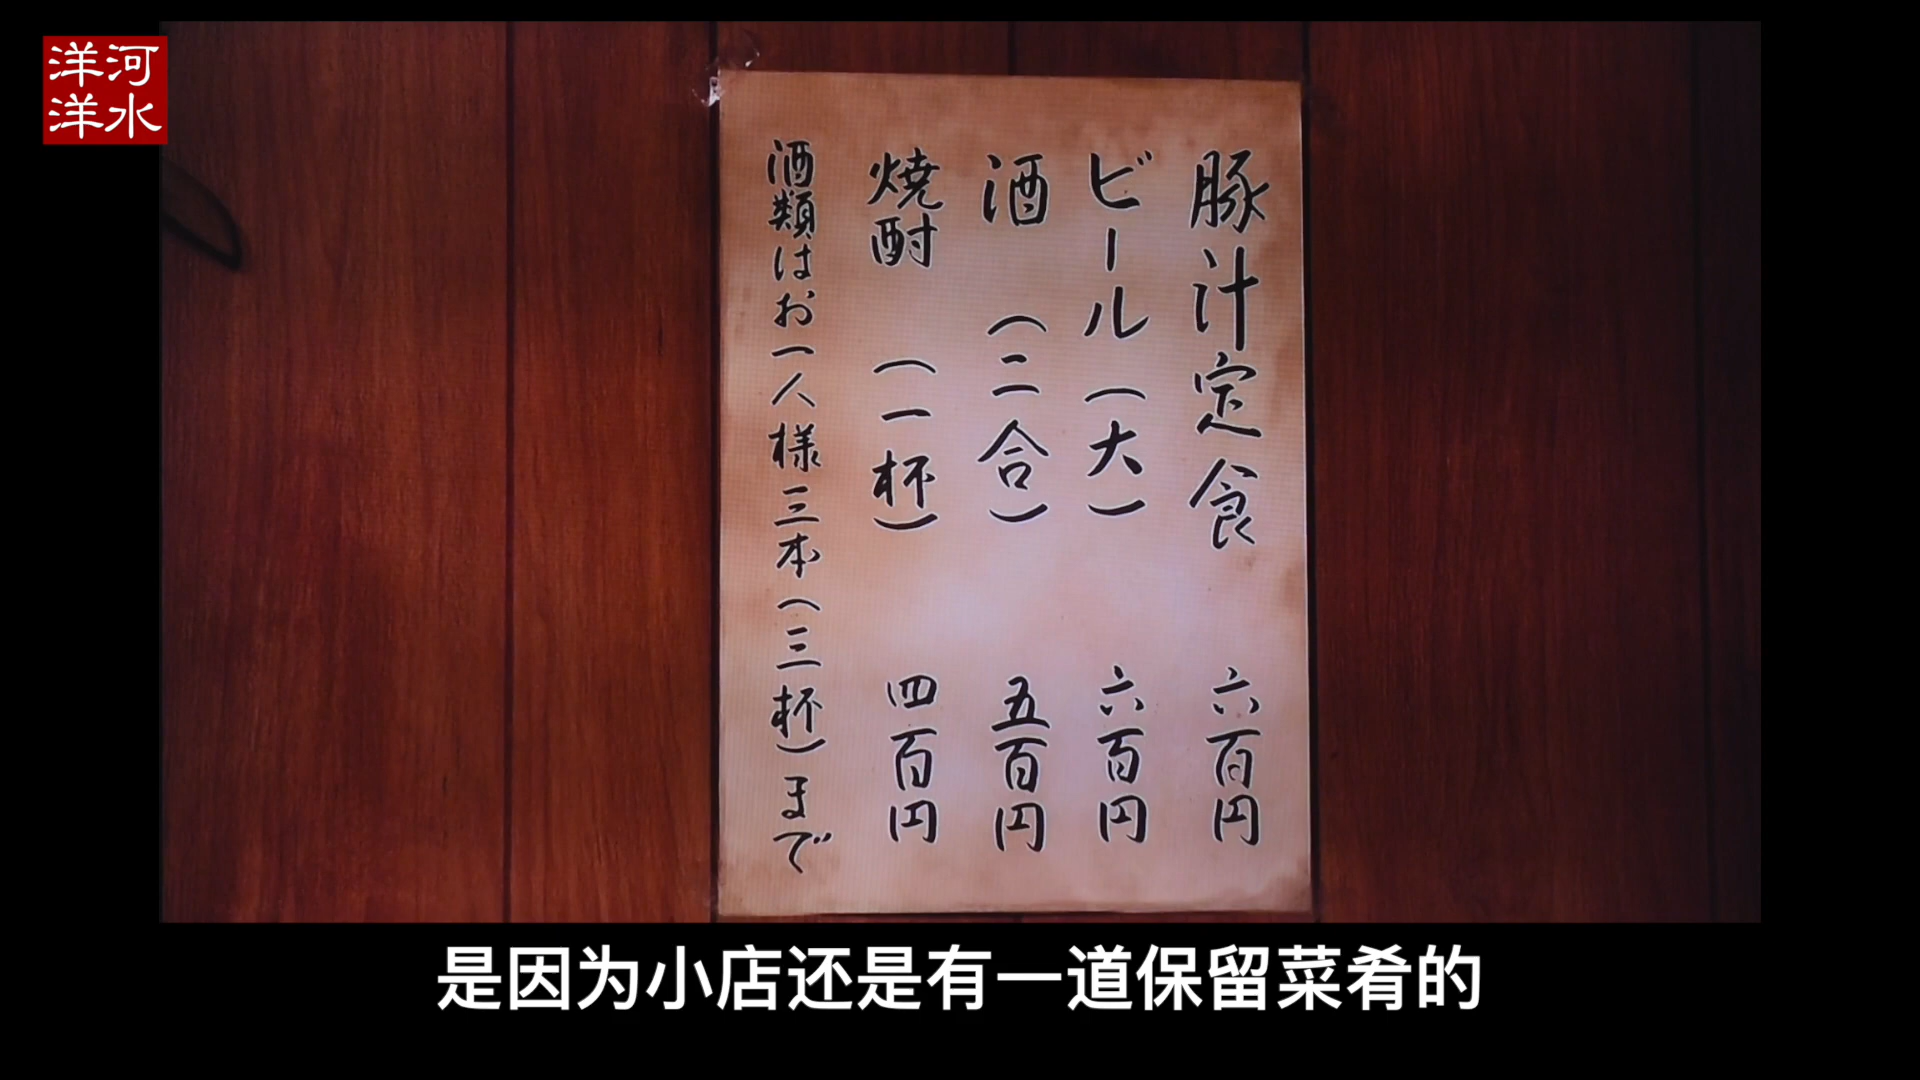 河水
洋洋
豚汁定食 六百円
ビール（大） 六百円
酒（二合） 五百円
焼酎（一杯） 四百円
酒類はお一人様三本（三杯）まで
是因为小店还是有一道保留菜肴的